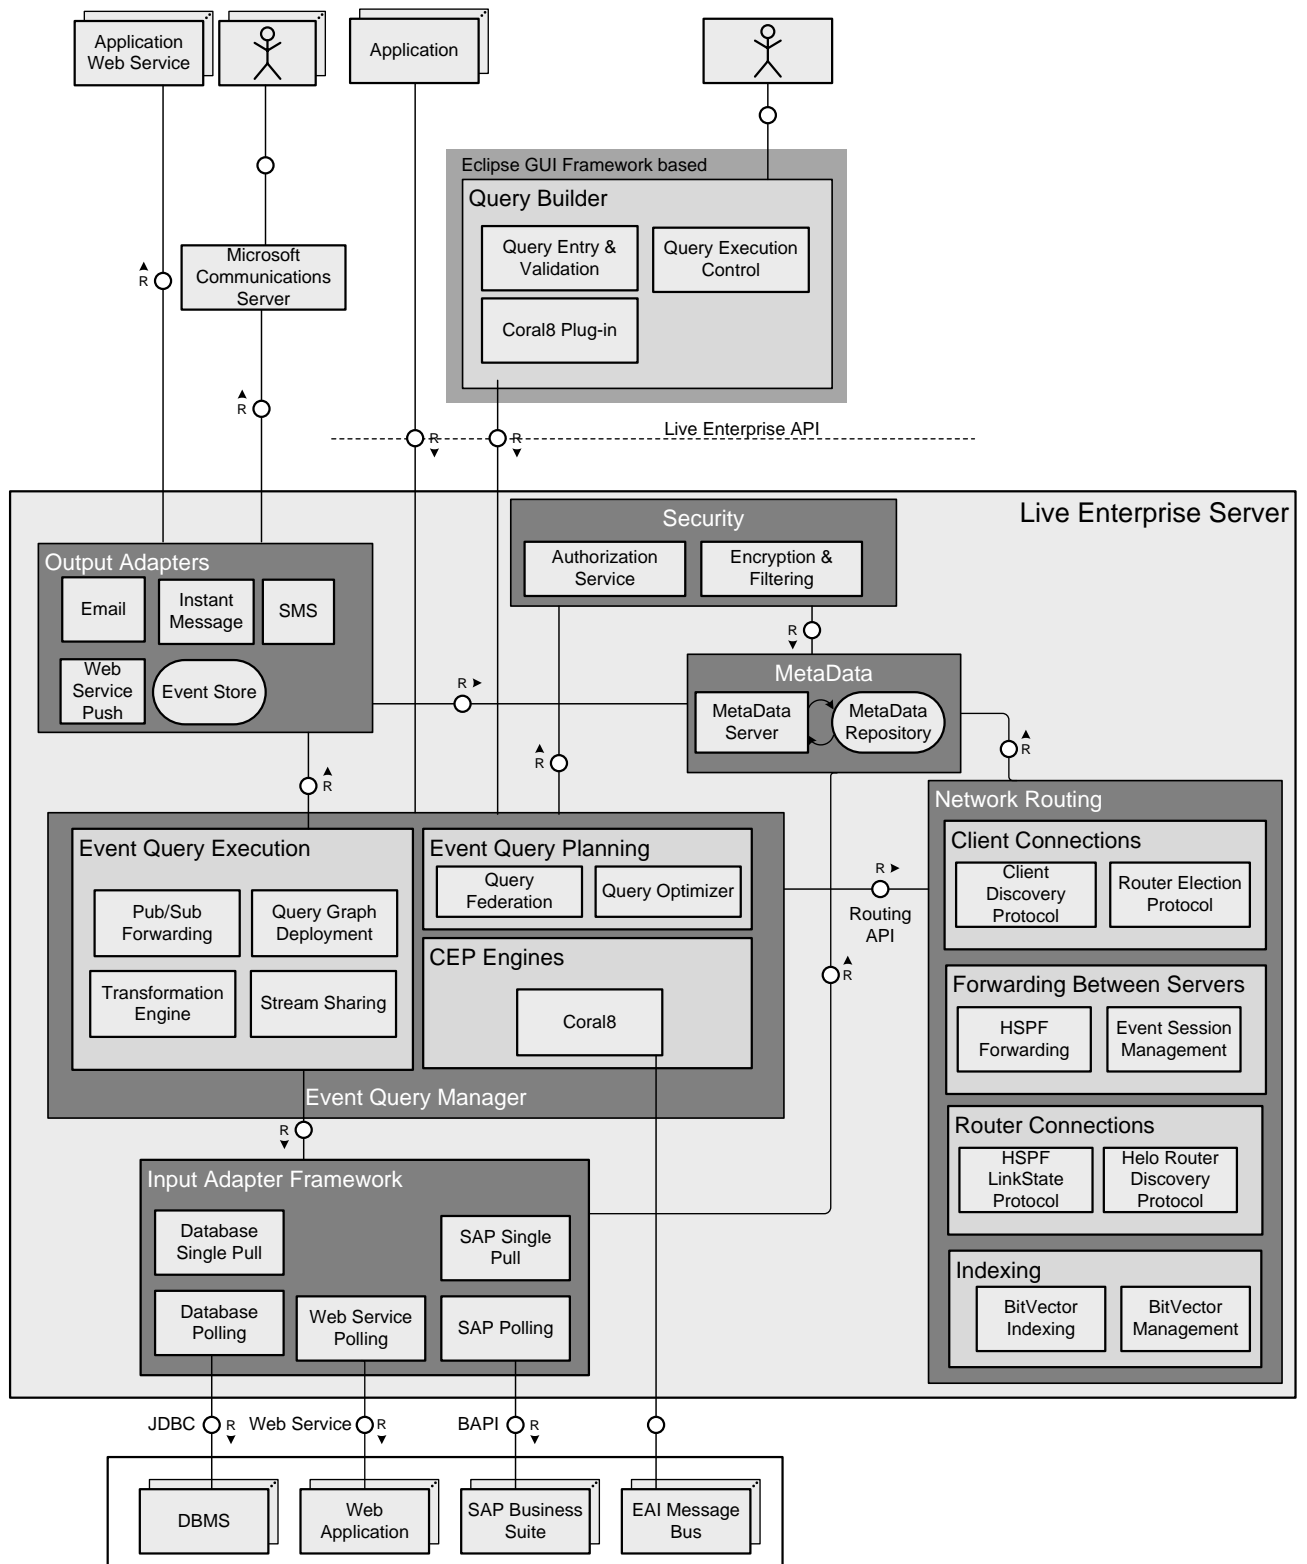 Application
Web Service
Application
Eclipse GUI Framework based
Query Builder
Query Entry &
Validation
Query Execution
Control
Coral8 Plug-in
Microsoft
Communications
Server
R
R
Live Enterprise API
R
R
Live Enterprise Server
Security
Authorization
Service
Encryption &
Filtering
R
Output Adapters
Email
Instant
Message
SMS
Web
Service
Push
Event Store
R
MetaData
MetaData
Server
MetaData
Repository
R
R
R
Event Query Execution
Pub/Sub
Forwarding
Query Graph
Deployment
Transformation
Engine
Stream Sharing
Event Query Planning
Query
Federation
Query Optimizer
CEP Engines
Coral8
Event Query Manager
R
Routing
API
R
Network Routing
Client Connections
Client
Discovery
Protocol
Router Election
Protocol
Forwarding Between Servers
HSPF
Forwarding
Event Session
Management
Router Connections
HSPF
LinkState
Protocol
Helo Router
Discovery
Protocol
Indexing
BitVector
Indexing
BitVector
Management
R
Input Adapter Framework
Database
Single Pull
SAP Single
Pull
Database
Polling
Web Service
Polling
SAP Polling
JDBC
R
Web Service
R
BAPI
R
DBMS
Web
Application
SAP Business
Suite
EAI Message
Bus